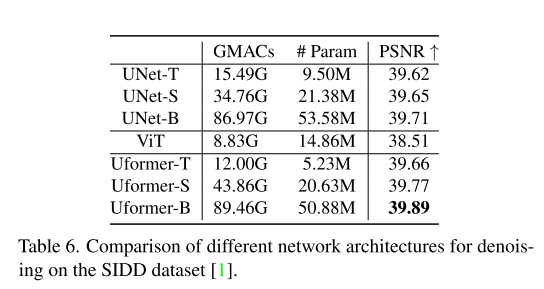 GMACs # Param PSNR ↑
UNet-T 15.49G 9.50M 39.62
UNet-S 34.76G 21.38M 39.65
UNet-B 86.97G 53.58M 39.71
ViT 8.83G 14.86M 38.51
Uformer-T 12.00G 5.23M 39.66
Uformer-S 43.86G 20.63M 39.77
Uformer-B 89.46G 50.88M 39.89
Table 6. Comparison of different network architectures for denois-
ing on the SIDD dataset [1].